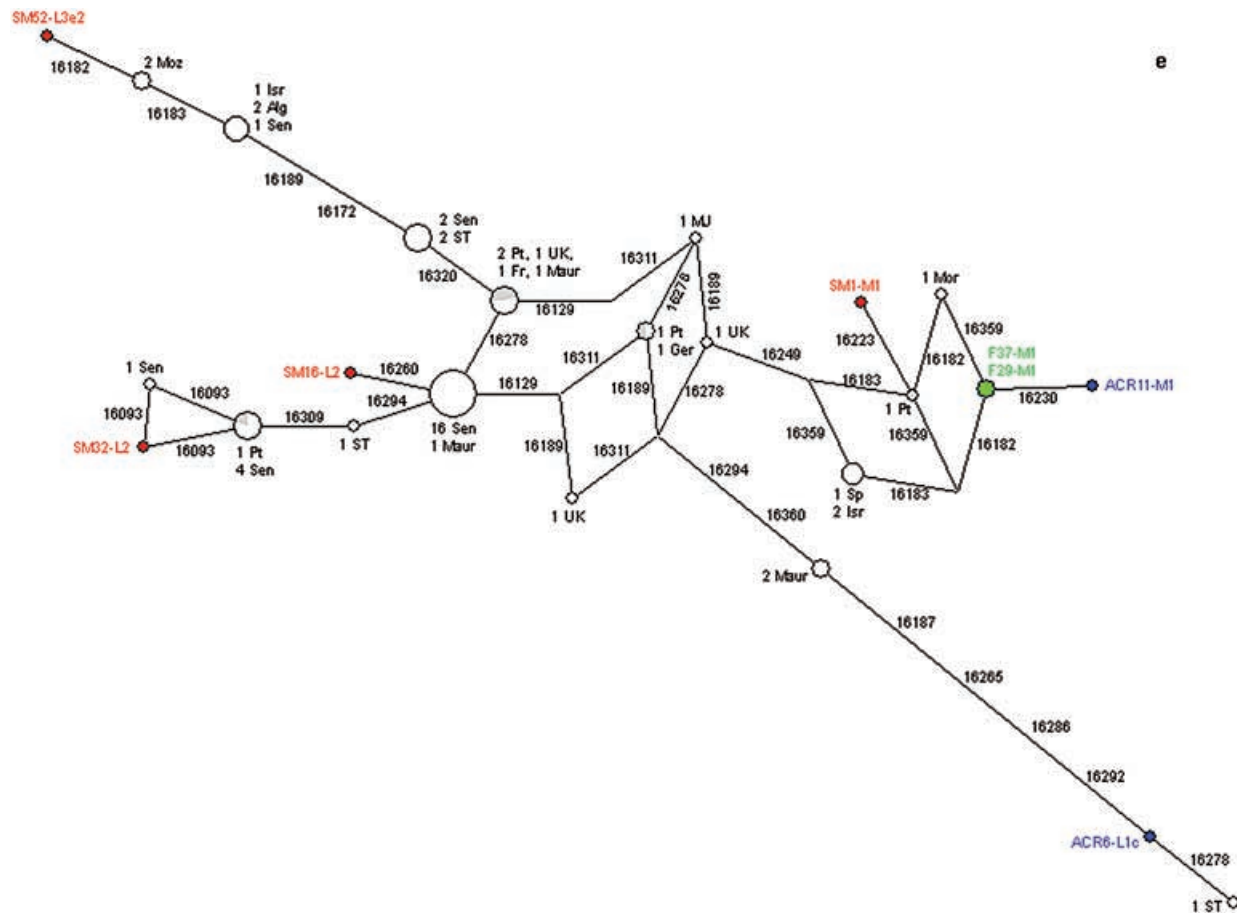 SM52-L3e2
16182
2 Moz
e
16183
1 Isr
2 Alg
1 Sen
16189
16172
2 Sen
2 ST
16320
2 Pt, 1 UK,
1 Fr, 1 Maur
16129
16311
1 MJ
16278
16189
16278
1 Pt
1 Ger
1 UK
16311
16189
16278
16249
SM1-M1
1 Mor
16223
16359
16182
F37-M1
F29-M1
ACR11-M1
16230
16183
1 Pt
16359
16359
16182
1 Sp
2 Isr
16183
1 Sen
16093
16093
SM32-L2
16093
1 Pt
4 Sen
16309
SM16-L2
16260
16294
1 ST
16 Sen
1 Maur
16129
16189
16311
1 UK
16294
16360
2 Maur
16187
16265
16286
16292
ACR6-L1c
16278
1 ST